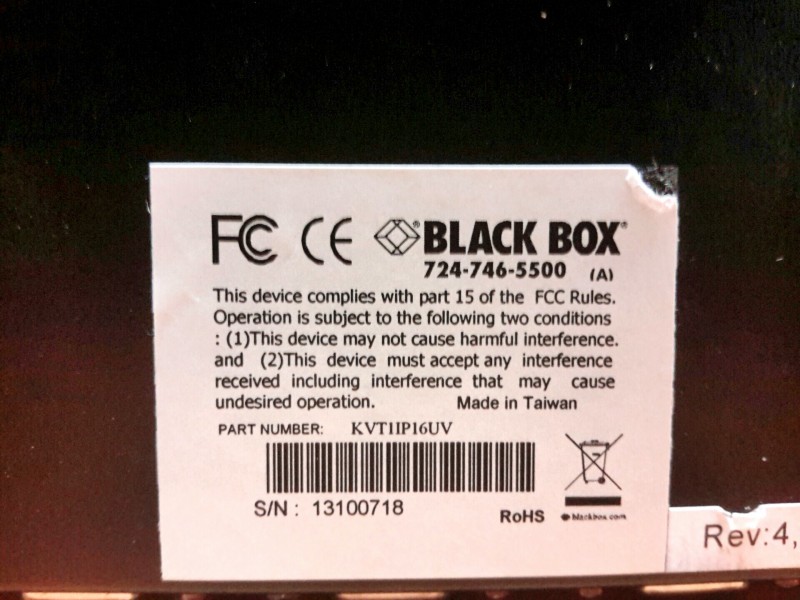 FC CE BLACK BOX®
724-746-5500 (A)
This device complies with part 15 of the FCC Rules.
Operation is subject to the following two conditions
: (1)This device may not cause harmful interference.
and (2)This device must accept any interference
received including interference that may cause
undesired operation. Made in Taiwan
PART NUMBER: KVT1IP16UV
S/N : 13100718
RoHS blackbox.com
Rev:4,